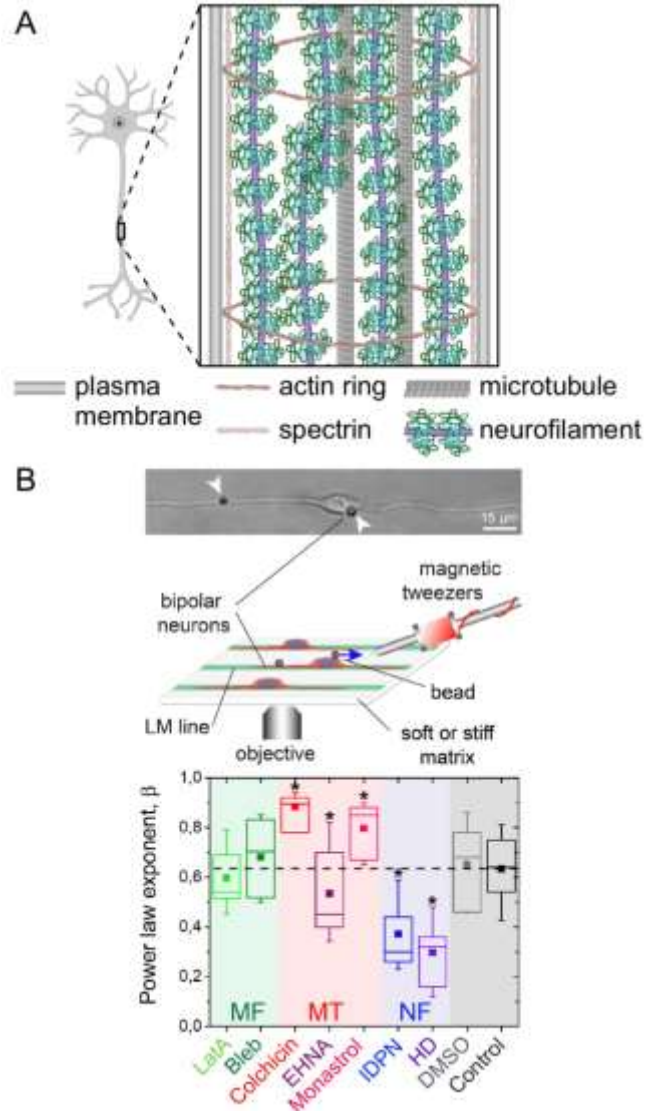 A
plasma membrane
actin ring
microtubule
spectrin
neurofilament
B
15 µm
magnetic tweezers
bipolar neurons
bead
LM line
soft or stiff matrix
objective
Power law exponent, β
1,0
0,8
0,6
0,4
0,2
0,0
* * * * *
MF MT NF
LatA
Bleb
Colchicin
EHNA
Monastrol
IDPN
HD
DMSO
Control